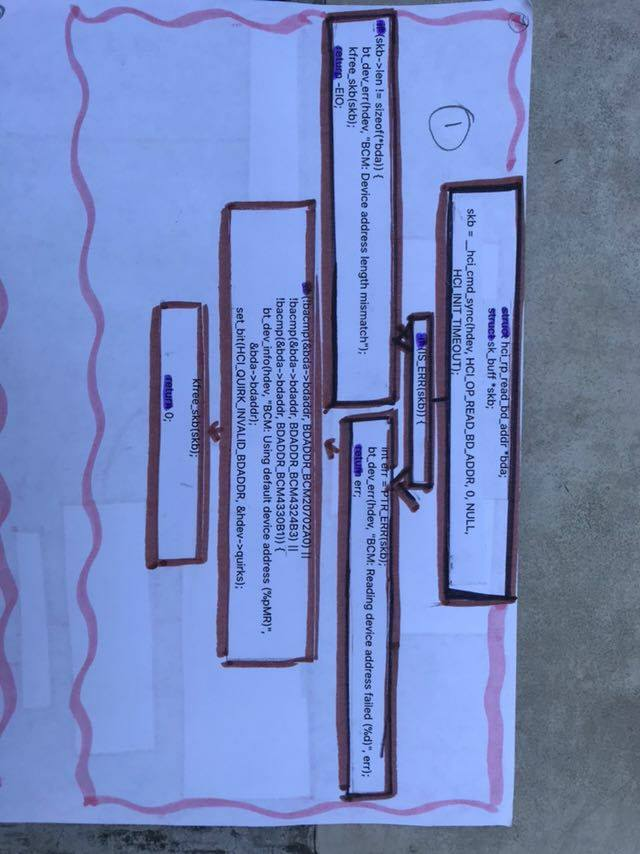 1
struct hci_rp_read_bd_addr *bda;
struct sk_buff *skb;
skb = __hci_cmd_sync(hdev, HCI_OP_READ_BD_ADDR, 0, NULL,
HCI_INIT_TIMEOUT);
if (IS_ERR(skb)) {
if (skb->len != sizeof(*bda)) {
bt_dev_err(hdev, "BCM: Device address length mismatch");
kfree_skb(skb);
return -EIO;
int err = PTR_ERR(skb);
bt_dev_err(hdev, "BCM: Reading device address failed (%d)", err);
return err;
if (!bacmp(&bda->bdaddr, BDADDR_BCM20702A0) ||
!bacmp(&bda->bdaddr, BDADDR_BCM4324B3) ||
!bacmp(&bda->bdaddr, BDADDR_BCM4330B1)) {
bt_dev_info(hdev, "BCM: Using default device address (%pMR)",
&bda->bdaddr);
set_bit(HCI_QUIRK_INVALID_BDADDR, &hdev->quirks);
kfree_skb(skb);
return 0;